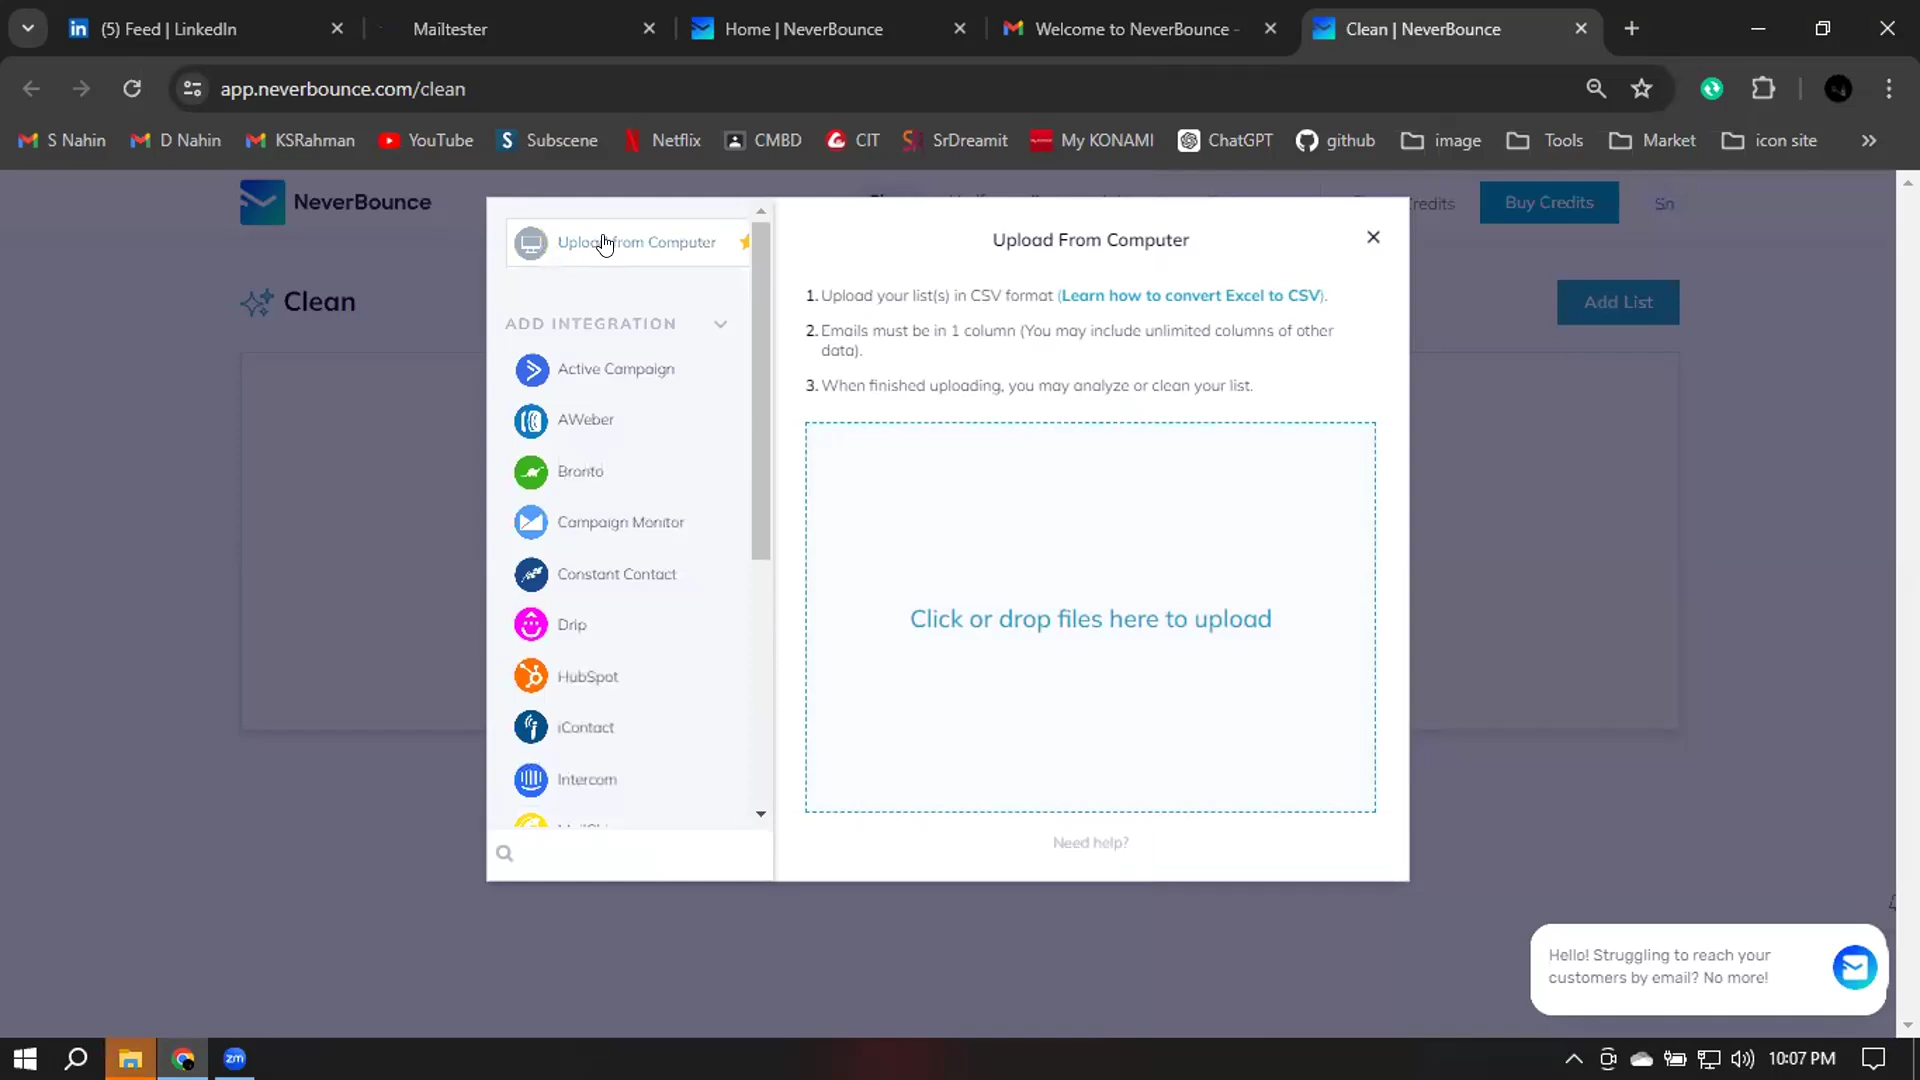 (5) Feed | LinkedIn
Mailtester
Home | NeverBounce
Welcome to NeverBounce -
Clean | NeverBounce
app.neverbounce.com/clean
S Nahin
D Nahin
KSRahman
YouTube
Subscene
Netflix
CMBD
CIT
SrDreamit
My KONAMI
ChatGPT
github
image
Tools
Market
icon site
NeverBounce
Buy Credits
Sn
Clean
Add List
Upload from Computer
ADD INTEGRATION
Active Campaign
AWeber
Bronto
Campaign Monitor
Constant Contact
Drip
HubSpot
iContact
Intercom
Upload From Computer
1. Upload your list(s) in CSV format (Learn how to convert Excel to CSV).
2. Emails must be in 1 column (You may include unlimited columns of other
data).
3. When finished uploading, you may analyze or clean your list.
Click or drop files here to upload
Need help?
Hello! Struggling to reach your
customers by email? No more!
zm
10:07 PM